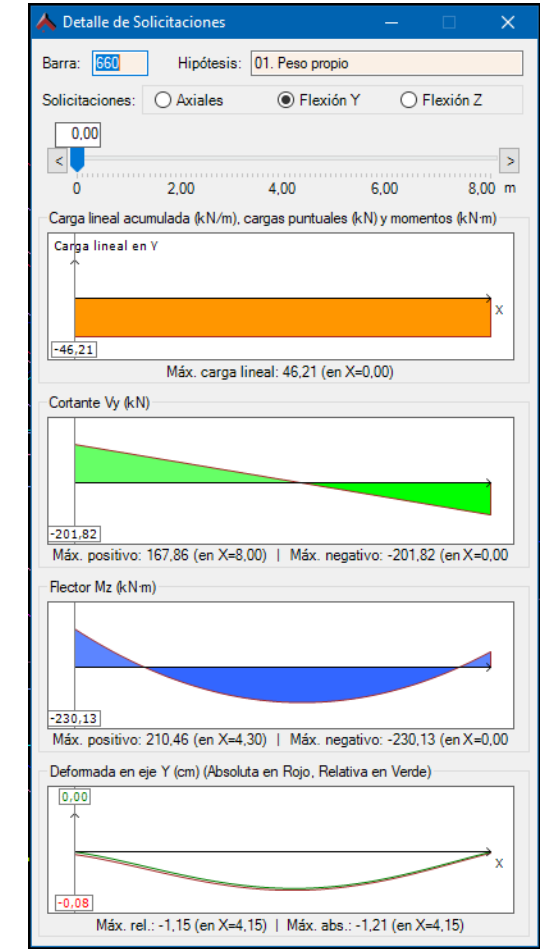 Detalle de Solicitaciones
Barra: 660 Hipótesis: 01. Peso propio
Solicitaciones: Axiales Flexión Y Flexión Z
0,00
< >
0 2,00 4,00 6,00 8,00 m
Carga lineal acumulada (kN/m), cargas puntuales (kN) y momentos (kN·m)
Carga lineal en Y
X
-46,21
Máx. carga lineal: 46,21 (en X=0,00)
Cortante Vy (kN)
-201,82
Máx. positivo: 167,86 (en X=8,00) | Máx. negativo: -201,82 (en X=0,00
Flector Mz (kN·m)
-230,13
Máx. positivo: 210,46 (en X=4,30) | Máx. negativo: -230,13 (en X=0,00
Deformada en eje Y (cm) (Absoluta en Rojo, Relativa en Verde)
0,00
X
-0,08
Máx. rel.: -1,15 (en X=4,15) | Máx. abs.: -1,21 (en X=4,15)